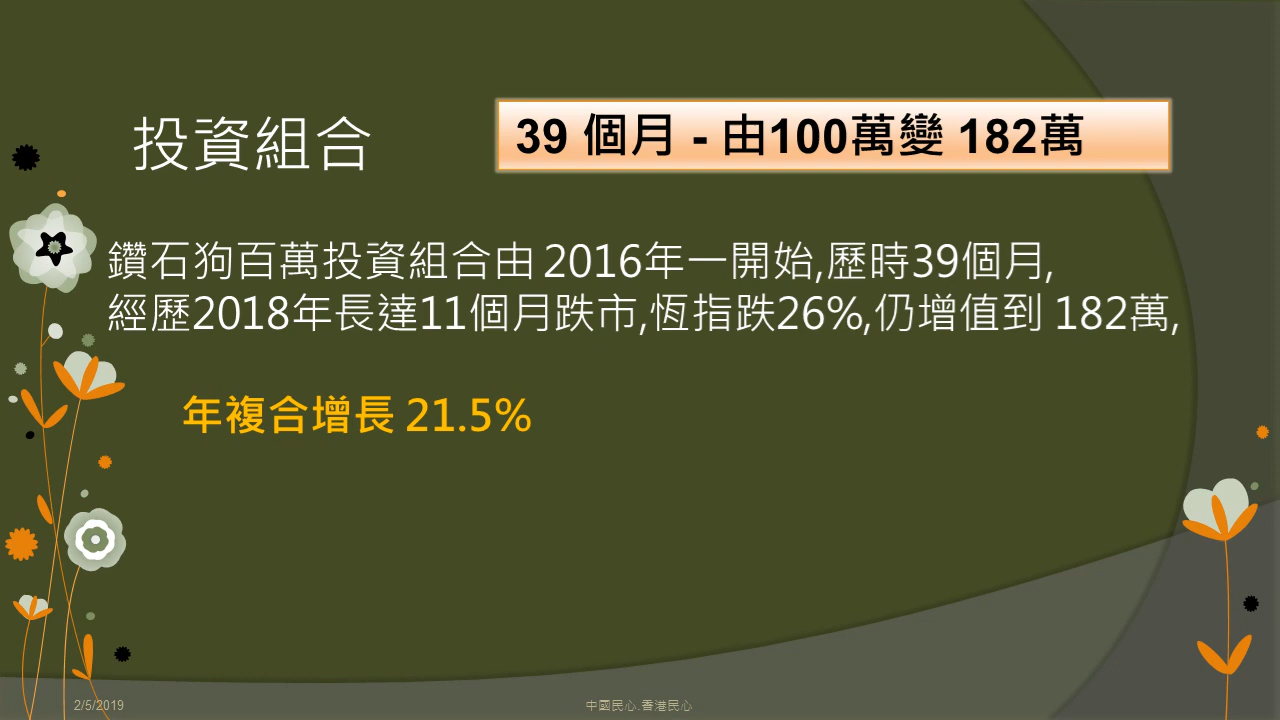 投資組合
39 個月 - 由100萬變 182萬
鑽石狗百萬投資組合由 2016年一開始,歷時39個月,
經歷2018年長達11個月跌市,恆指跌26%,仍增值到 182萬,
年複合增長 21.5%
2/5/2019
中國民心.香港民心